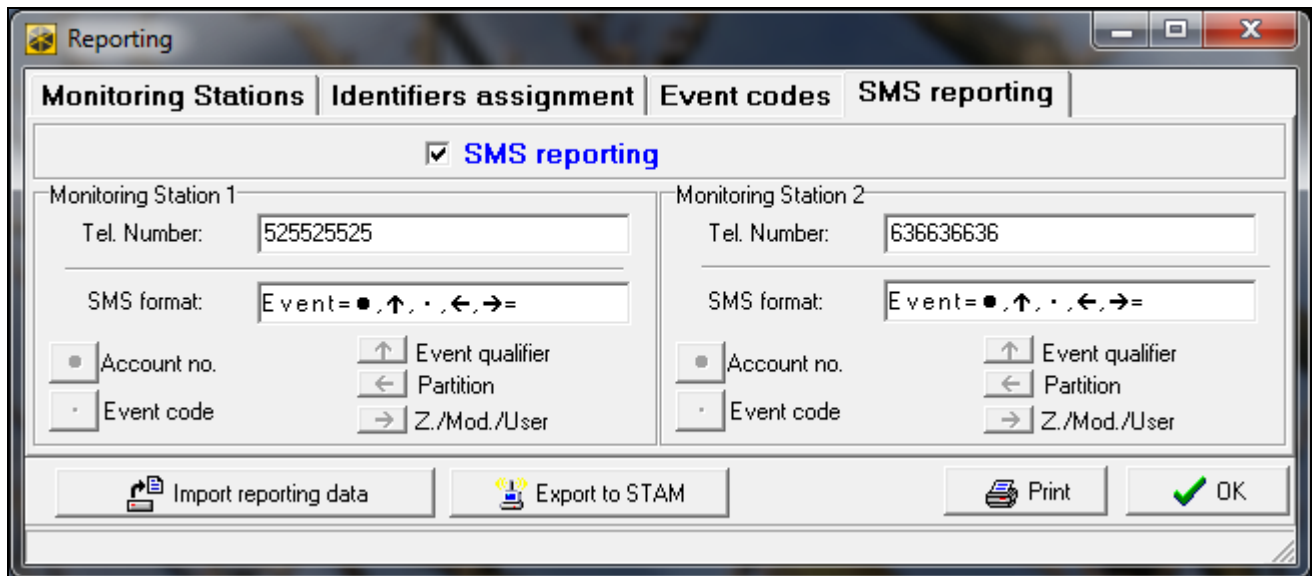 Reporting
Monitoring Stations Identifiers assignment Event codes SMS reporting
SMS reporting
Monitoring Station 1
Tel. Number: 525525525
SMS format: Event=●,↑,·,←,→=
Account no. ↑ Event qualifier
← Partition
Event code → Z./Mod./User
Monitoring Station 2
Tel. Number: 636636636
SMS format: Event=●,↑,·,←,→=
Account no. ↑ Event qualifier
← Partition
Event code → Z./Mod./User
Import reporting data Export to STAM Print OK